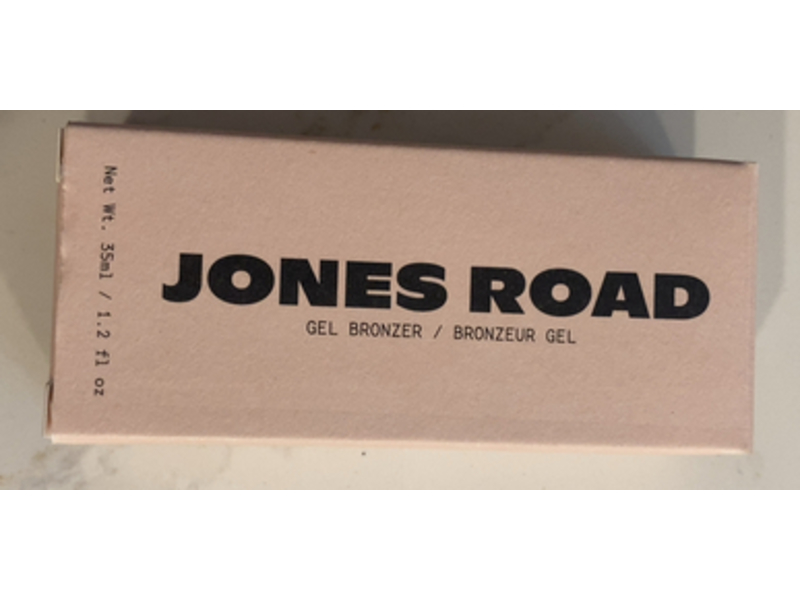 JONES ROAD
GEL BRONZER / BRONZEUR GEL
Net Wt. 35ml / 1.2 fl oz